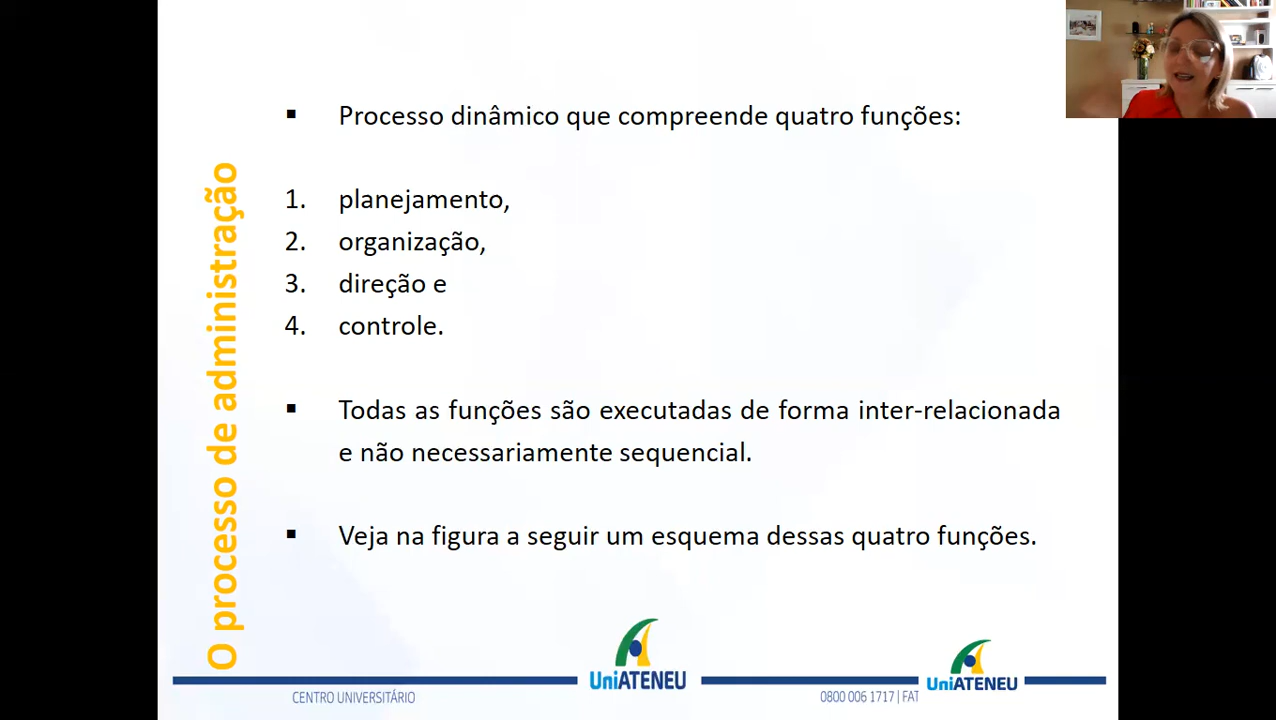 O processo de administração
▪ Processo dinâmico que compreende quatro funções:
1. planejamento,
2. organização,
3. direção e
4. controle.
▪ Todas as funções são executadas de forma inter-relacionada
e não necessariamente sequencial.
▪ Veja na figura a seguir um esquema dessas quatro funções.
UniATENEU
UniATENEU
CENTRO UNIVERSITÁRIO
0800 006 1717 | FAT